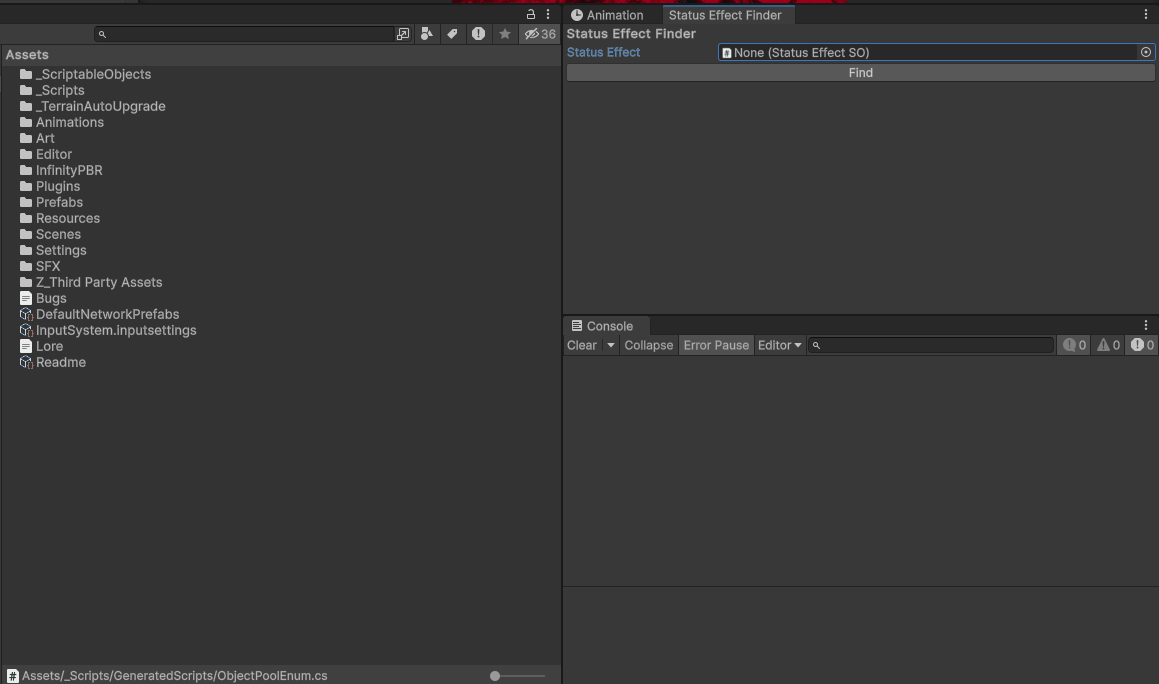 36
Assets
_ScriptableObjects
_Scripts
_TerrainAutoUpgrade
Animations
Art
Editor
InfinityPBR
Plugins
Prefabs
Resources
Scenes
Settings
SFX
Z_Third Party Assets
Bugs
DefaultNetworkPrefabs
InputSystem.inputsettings
Lore
Readme
# Assets/_Scripts/GeneratedScripts/ObjectPoolEnum.cs
Animation
Status Effect Finder
Status Effect Finder
Status Effect
# None (Status Effect SO)
Find
Console
Clear
Collapse
Error Pause
Editor
0
0
0